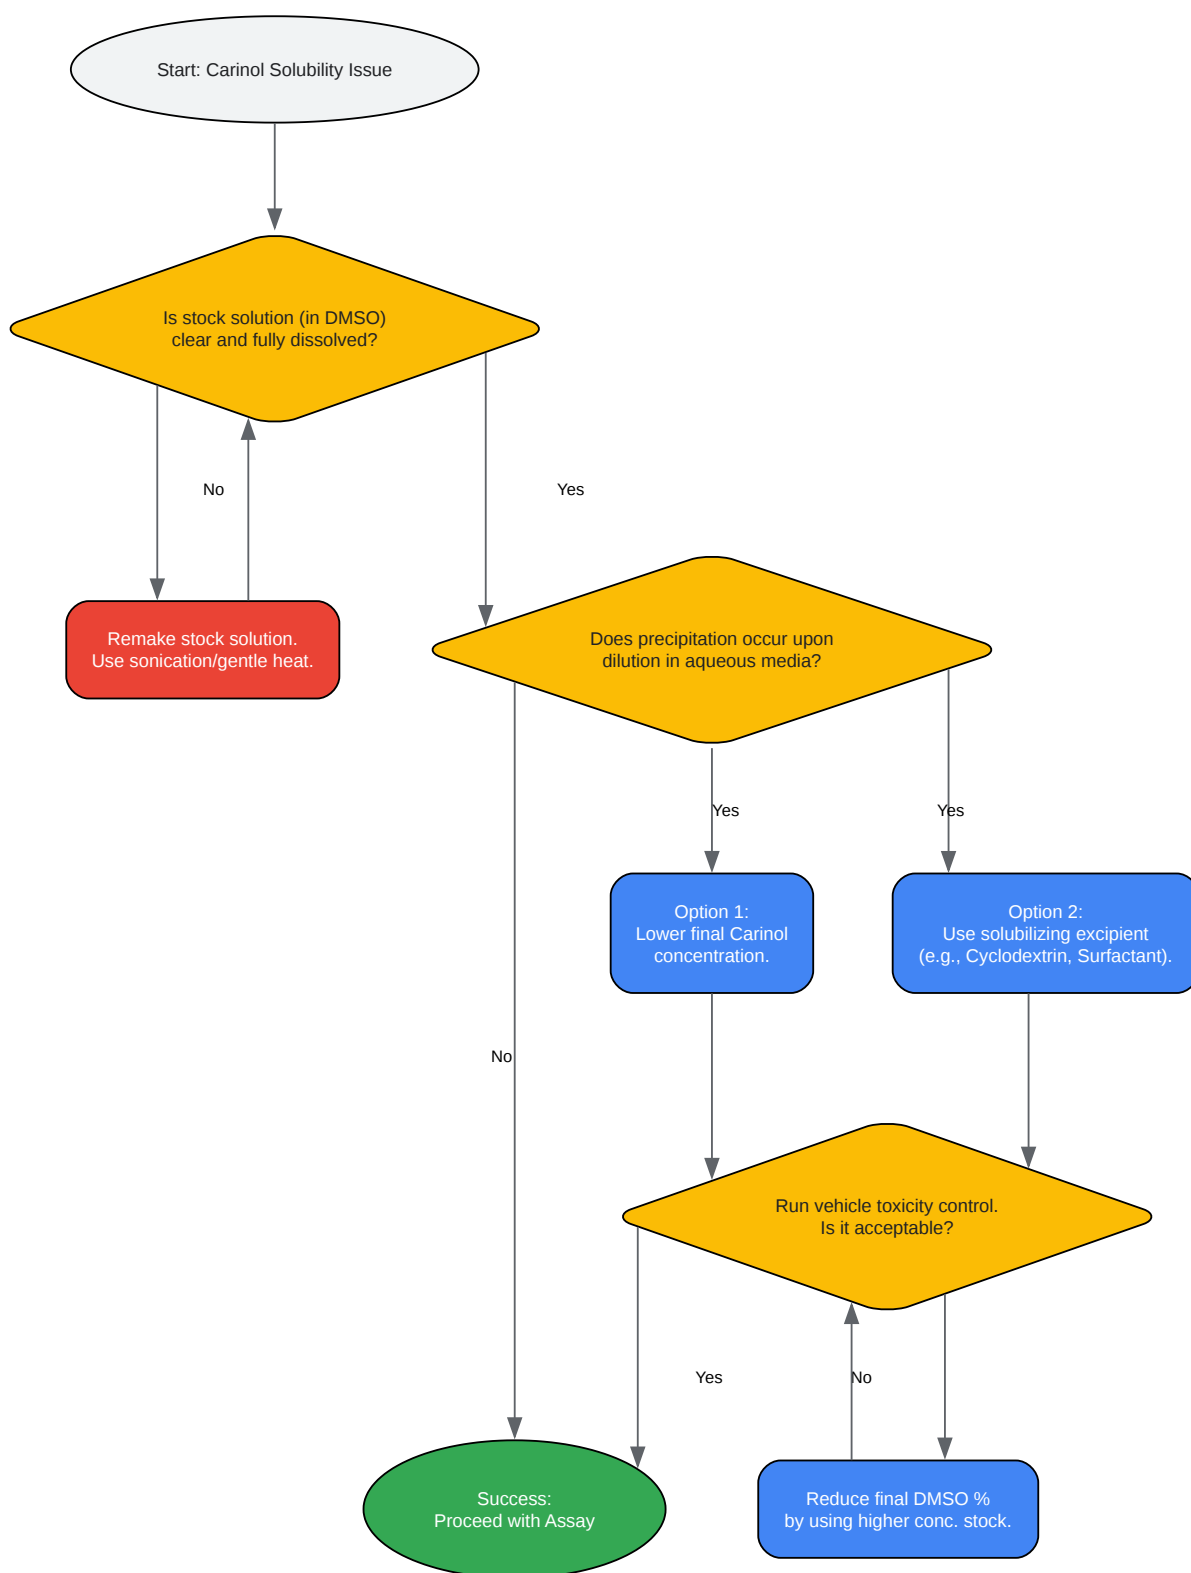 Start: Carinol Solubility Issue
Is stock solution (in DMSO)
clear and fully dissolved?
No
Yes
Remake stock solution.
Use sonication/gentle heat.
Does precipitation occur upon
dilution in aqueous media?
Yes
Yes
Option 1:
Lower final Carinol
concentration.
Option 2:
Use solubilizing excipient
(e.g., Cyclodextrin, Surfactant).
No
Run vehicle toxicity control.
Is it acceptable?
Yes
No
Success:
Proceed with Assay
Reduce final DMSO %
by using higher conc. stock.